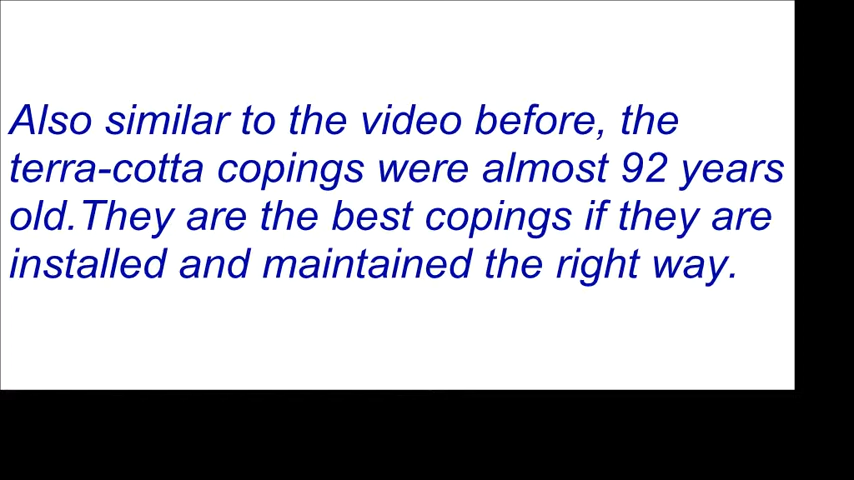 Also similar to the video before, the
terra-cotta copings were almost 92 years
old.They are the best copings if they are
installed and maintained the right way.